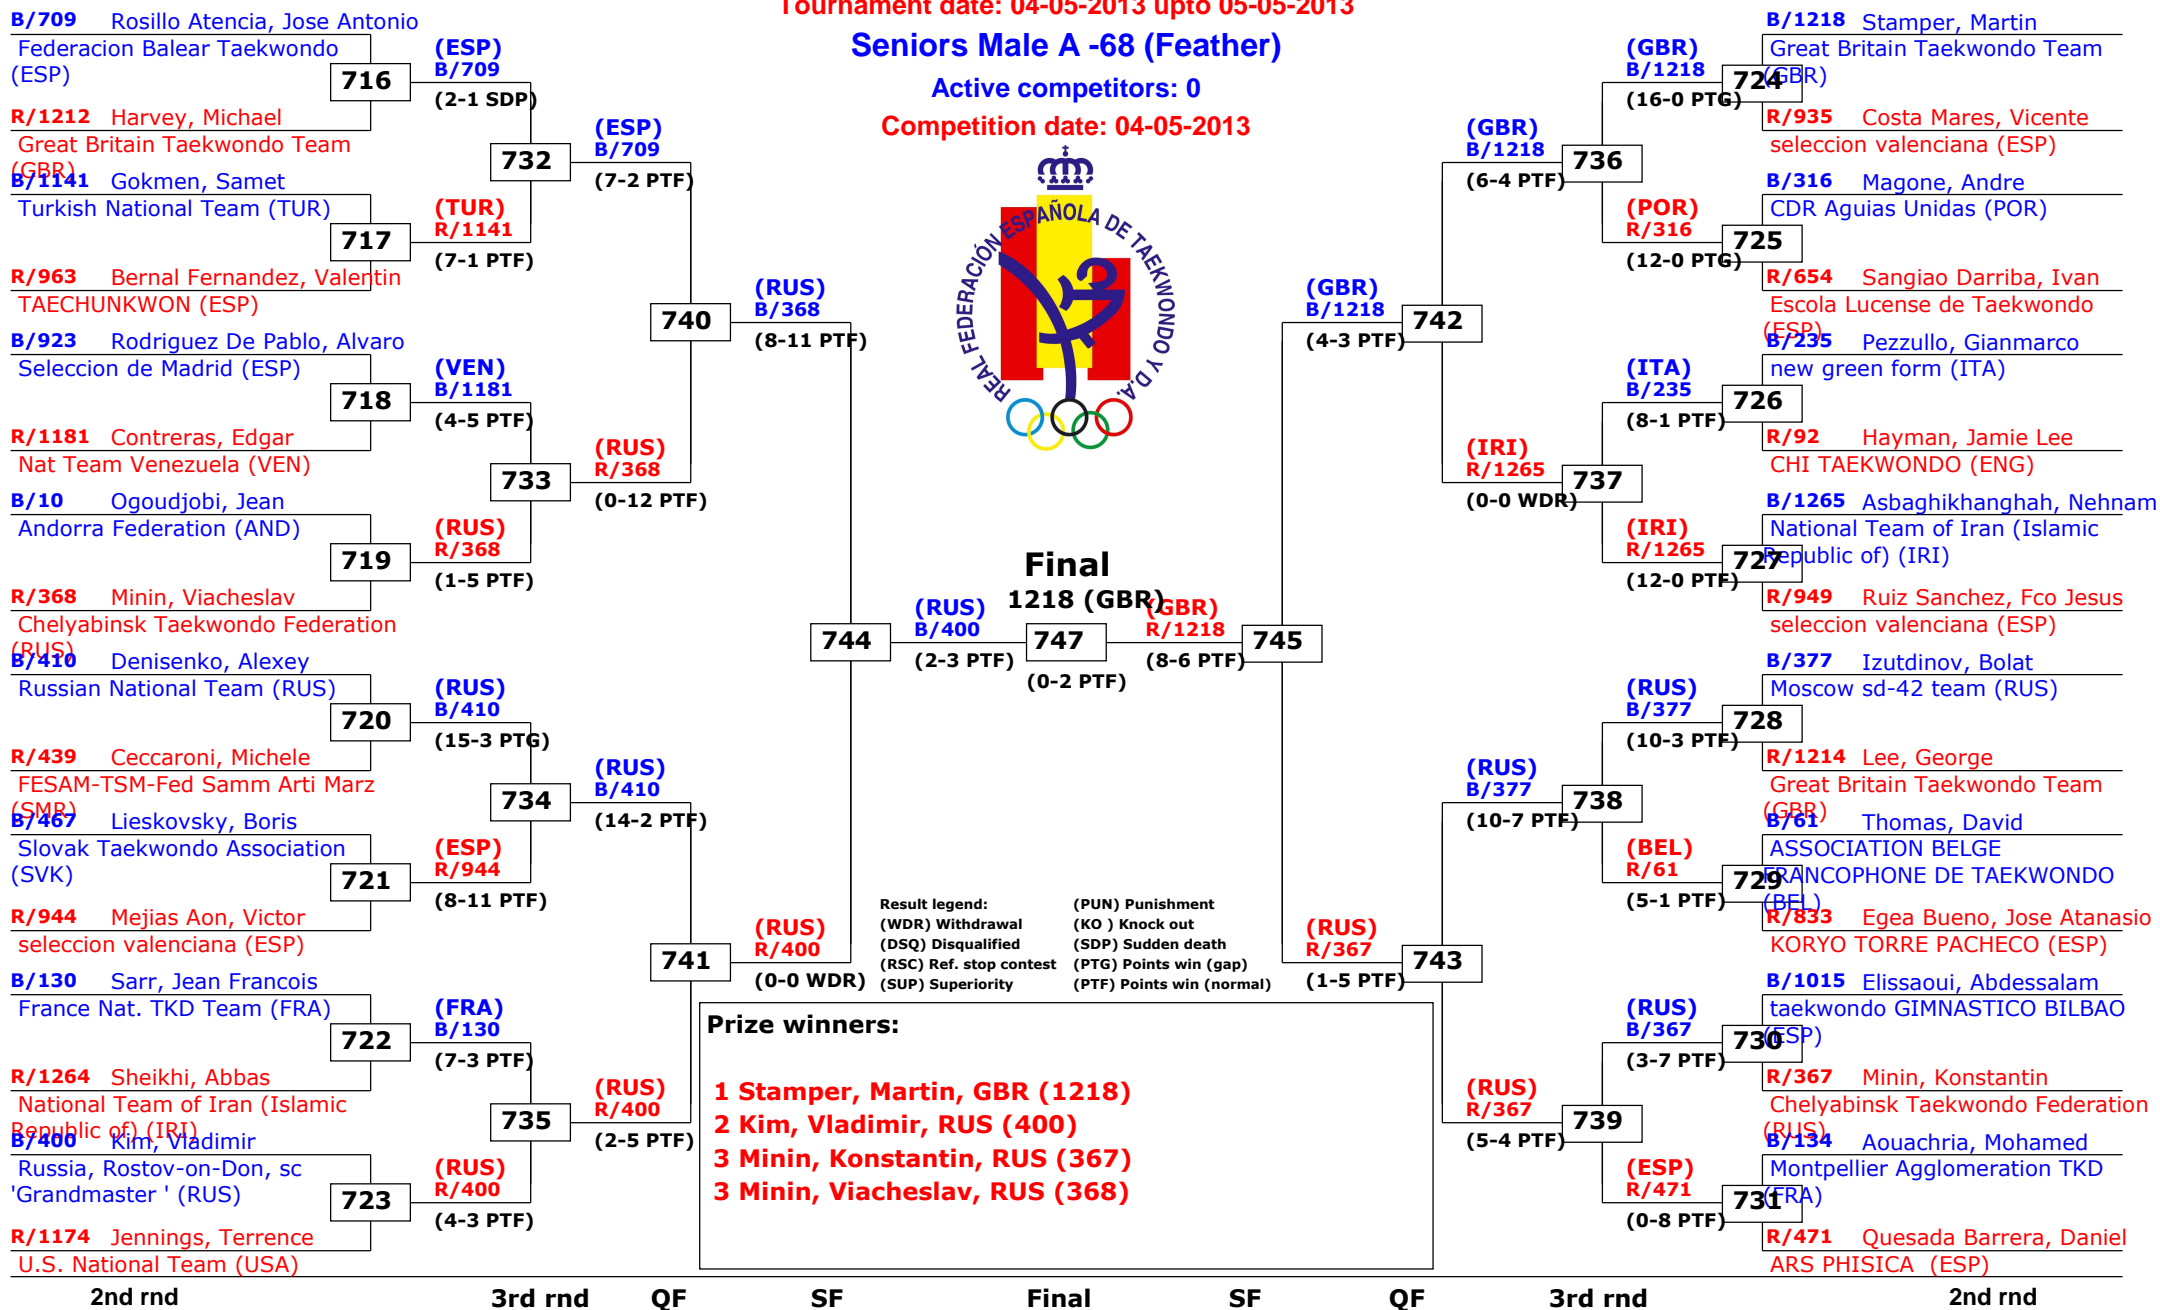 Tournament date: 04-05-2013 upto 05-05-2013
Seniors Male A -68 (Feather)
Active competitors: 0
Competition date: 04-05-2013
REAL FEDERACIÓN ESPAÑOLA DE TAEKWONDO Y D.A.
B/709 Rosillo Atencia, Jose Antonio
Federacion Balear Taekwondo
(ESP)
716
R/1212 Harvey, Michael
Great Britain Taekwondo Team
(GBR)
B/1141 Gokmen, Samet
Turkish National Team (TUR)
717
R/963 Bernal Fernandez, Valentin
TAECHUNKWON (ESP)
B/923 Rodriguez De Pablo, Alvaro
Seleccion de Madrid (ESP)
718
R/1181 Contreras, Edgar
Nat Team Venezuela (VEN)
B/10 Ogoudjobi, Jean
Andorra Federation (AND)
719
R/368 Minin, Viacheslav
Chelyabinsk Taekwondo Federation
(RUS)
B/410 Denisenko, Alexey
Russian National Team (RUS)
720
R/439 Ceccaroni, Michele
FESAM-TSM-Fed Samm Arti Marz
(SMR)
B/467 Lieskovsky, Boris
Slovak Taekwondo Association
(SVK)
721
R/944 Mejias Aon, Victor
seleccion valenciana (ESP)
B/130 Sarr, Jean Francois
France Nat. TKD Team (FRA)
722
R/1264 Sheikhi, Abbas
National Team of Iran (Islamic
Republic of) (IRI)
B/400 Kim, Vladimir
Russia, Rostov-on-Don, sc
'Grandmaster ' (RUS)
723
R/1174 Jennings, Terrence
U.S. National Team (USA)
(ESP)
B/709
(2-1 SDP)
732
(TUR)
R/1141
(7-1 PTF)
(VEN)
B/1181
(4-5 PTF)
733
(RUS)
R/368
(1-5 PTF)
(RUS)
B/410
(15-3 PTG)
734
(ESP)
R/944
(8-11 PTF)
(FRA)
B/130
(7-3 PTF)
735
(RUS)
R/400
(4-3 PTF)
(ESP)
B/709
(7-2 PTF)
740
(RUS)
R/368
(0-12 PTF)
(RUS)
B/410
(14-2 PTF)
741
(RUS)
R/400
(2-5 PTF)
(RUS)
B/368
(8-11 PTF)
744
(RUS)
R/400
(0-0 WDR)
(RUS)
B/400
(2-3 PTF)
Final
1218 (GBR)
747
(0-2 PTF)
(GBR)
R/1218
(8-6 PTF)
745
(GBR)
B/1218
(4-3 PTF)
742
(RUS)
R/367
(1-5 PTF)
743
(GBR)
B/1218
(6-4 PTF)
736
(IRI)
R/1265
(0-0 WDR)
737
(RUS)
B/377
(10-7 PTF)
738
(RUS)
R/367
(5-4 PTF)
739
(GBR)
B/1218
(16-0 PTG)
(POR)
R/316
(12-0 PTG)
(ITA)
B/235
(8-1 PTF)
(IRI)
R/1265
(12-0 PTF)
(RUS)
B/377
(10-3 PTF)
(BEL)
R/61
(5-1 PTF)
(RUS)
B/367
(3-7 PTF)
(ESP)
R/471
(0-8 PTF)
B/1218 Stamper, Martin
Great Britain Taekwondo Team
(GBR)
724
R/935 Costa Mares, Vicente
seleccion valenciana (ESP)
B/316 Magone, Andre
CDR Aguias Unidas (POR)
725
R/654 Sangiao Darriba, Ivan
Escola Lucense de Taekwondo
(ESP)
B/235 Pezzullo, Gianmarco
new green form (ITA)
726
R/92 Hayman, Jamie Lee
CHI TAEKWONDO (ENG)
B/1265 Asbaghikhanghah, Nehnam
National Team of Iran (Islamic
Republic of) (IRI)
727
R/949 Ruiz Sanchez, Fco Jesus
seleccion valenciana (ESP)
B/377 Izutdinov, Bolat
Moscow sd-42 team (RUS)
728
R/1214 Lee, George
Great Britain Taekwondo Team
(GBR)
B/61 Thomas, David
ASSOCIATION BELGE
FRANCOPHONE DE TAEKWONDO
(BEL)
729
R/833 Egea Bueno, Jose Atanasio
KORYO TORRE PACHECO (ESP)
B/1015 Elissaoui, Abdessalam
taekwondo GIMNASTICO BILBAO
(ESP)
730
R/367 Minin, Konstantin
Chelyabinsk Taekwondo Federation
(RUS)
B/134 Aouachria, Mohamed
Montpellier Agglomeration TKD
(FRA)
731
R/471 Quesada Barrera, Daniel
ARS PHISICA (ESP)
Result legend:
(WDR) Withdrawal
(DSQ) Disqualified
(RSC) Ref. stop contest
(SUP) Superiority
(PUN) Punishment
(KO ) Knock out
(SDP) Sudden death
(PTG) Points win (gap)
(PTF) Points win (normal)
Prize winners:
1 Stamper, Martin, GBR (1218)
2 Kim, Vladimir, RUS (400)
3 Minin, Konstantin, RUS (367)
3 Minin, Viacheslav, RUS (368)
2nd rnd 3rd rnd QF SF Final SF QF 3rd rnd 2nd rnd